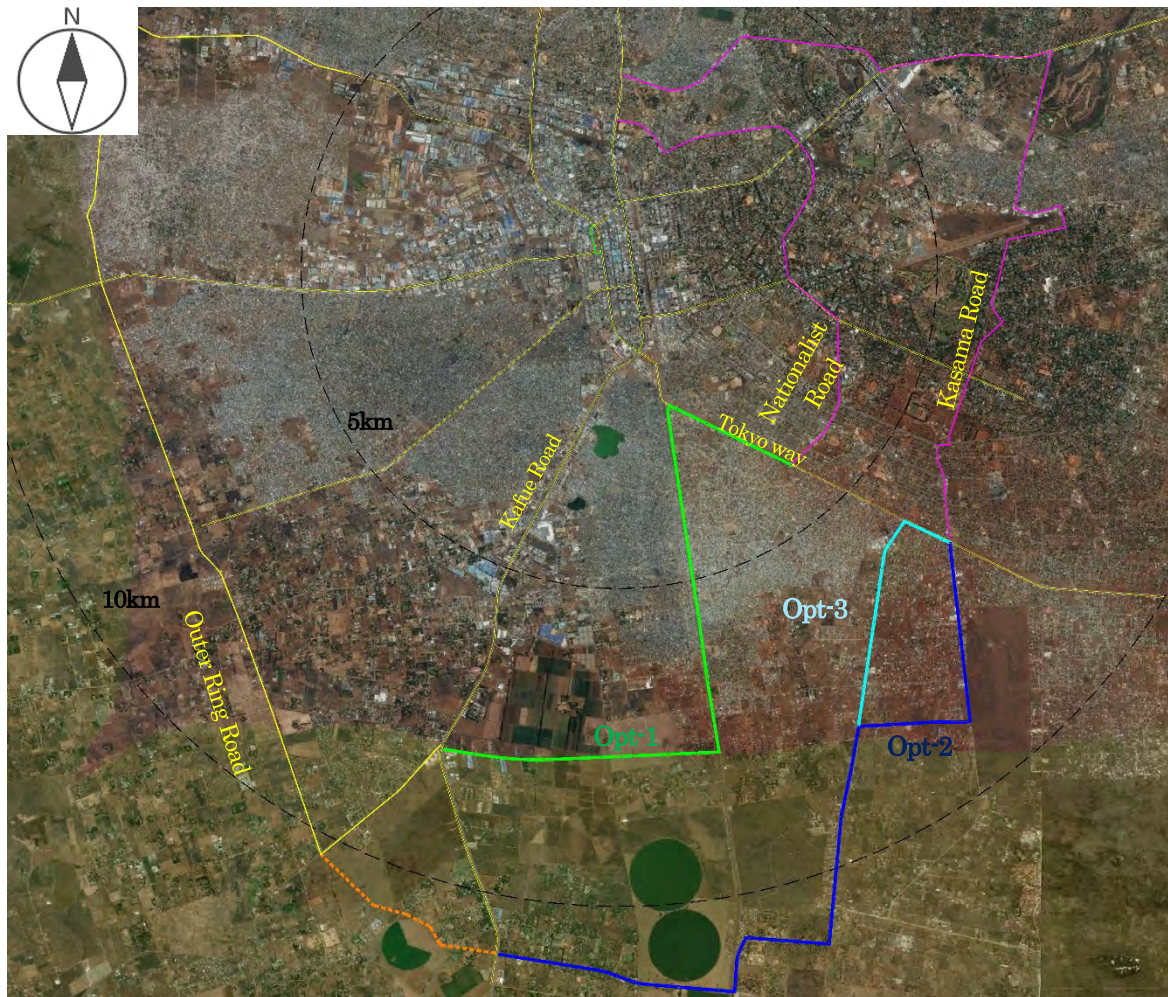 N
Nationalist
Road
Kasama Road
5km
Tokyo way
Kafue Road
10km
Opt-3
Outer Ring Road
Opt-1
Opt-2